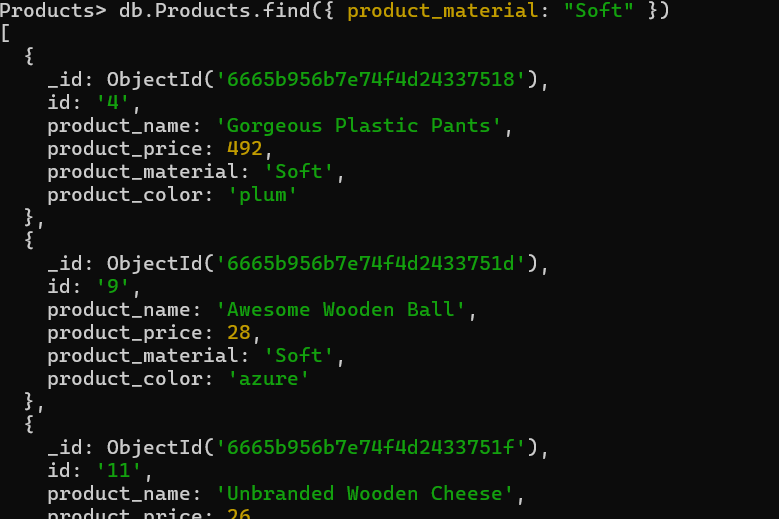 Products> db.Products.find({ product_material: "Soft" })
[
  {
    _id: ObjectId('6665b956b7e74f4d24337518'),
    id: '4',
    product_name: 'Gorgeous Plastic Pants',
    product_price: 492,
    product_material: 'Soft',
    product_color: 'plum'
  },
  {
    _id: ObjectId('6665b956b7e74f4d2433751d'),
    id: '9',
    product_name: 'Awesome Wooden Ball',
    product_price: 28,
    product_material: 'Soft',
    product_color: 'azure'
  },
  {
    _id: ObjectId('6665b956b7e74f4d2433751f'),
    id: '11',
    product_name: 'Unbranded Wooden Cheese',
    product_price: 26